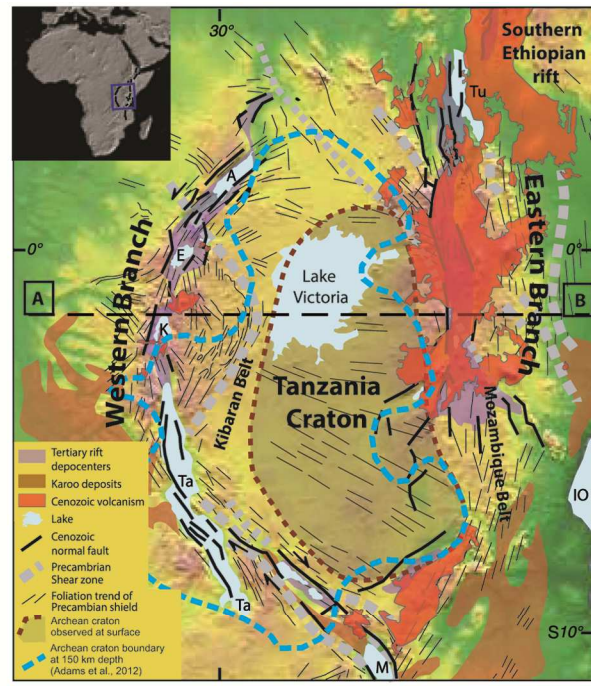 30°
Southern
Ethiopian
rift
Tu
A
Eastern Branch
Western Branch
0°
0°
E
Lake
Victoria
A
B
K
Kibaran Belt
Tanzania
Craton
Mozambique Belt
Tertiary rift
depocenters
Karoo deposits
Cenozoic volcanism
Lake
Cenozoic
normal fault
Precambrian
Shear zone
Foliation trend of
Precambian shield
Archean craton
observed at surface
Archean craton boundary
at 150 km depth
(Adams et al., 2012)
Ta
IO
Ta
S10°
M